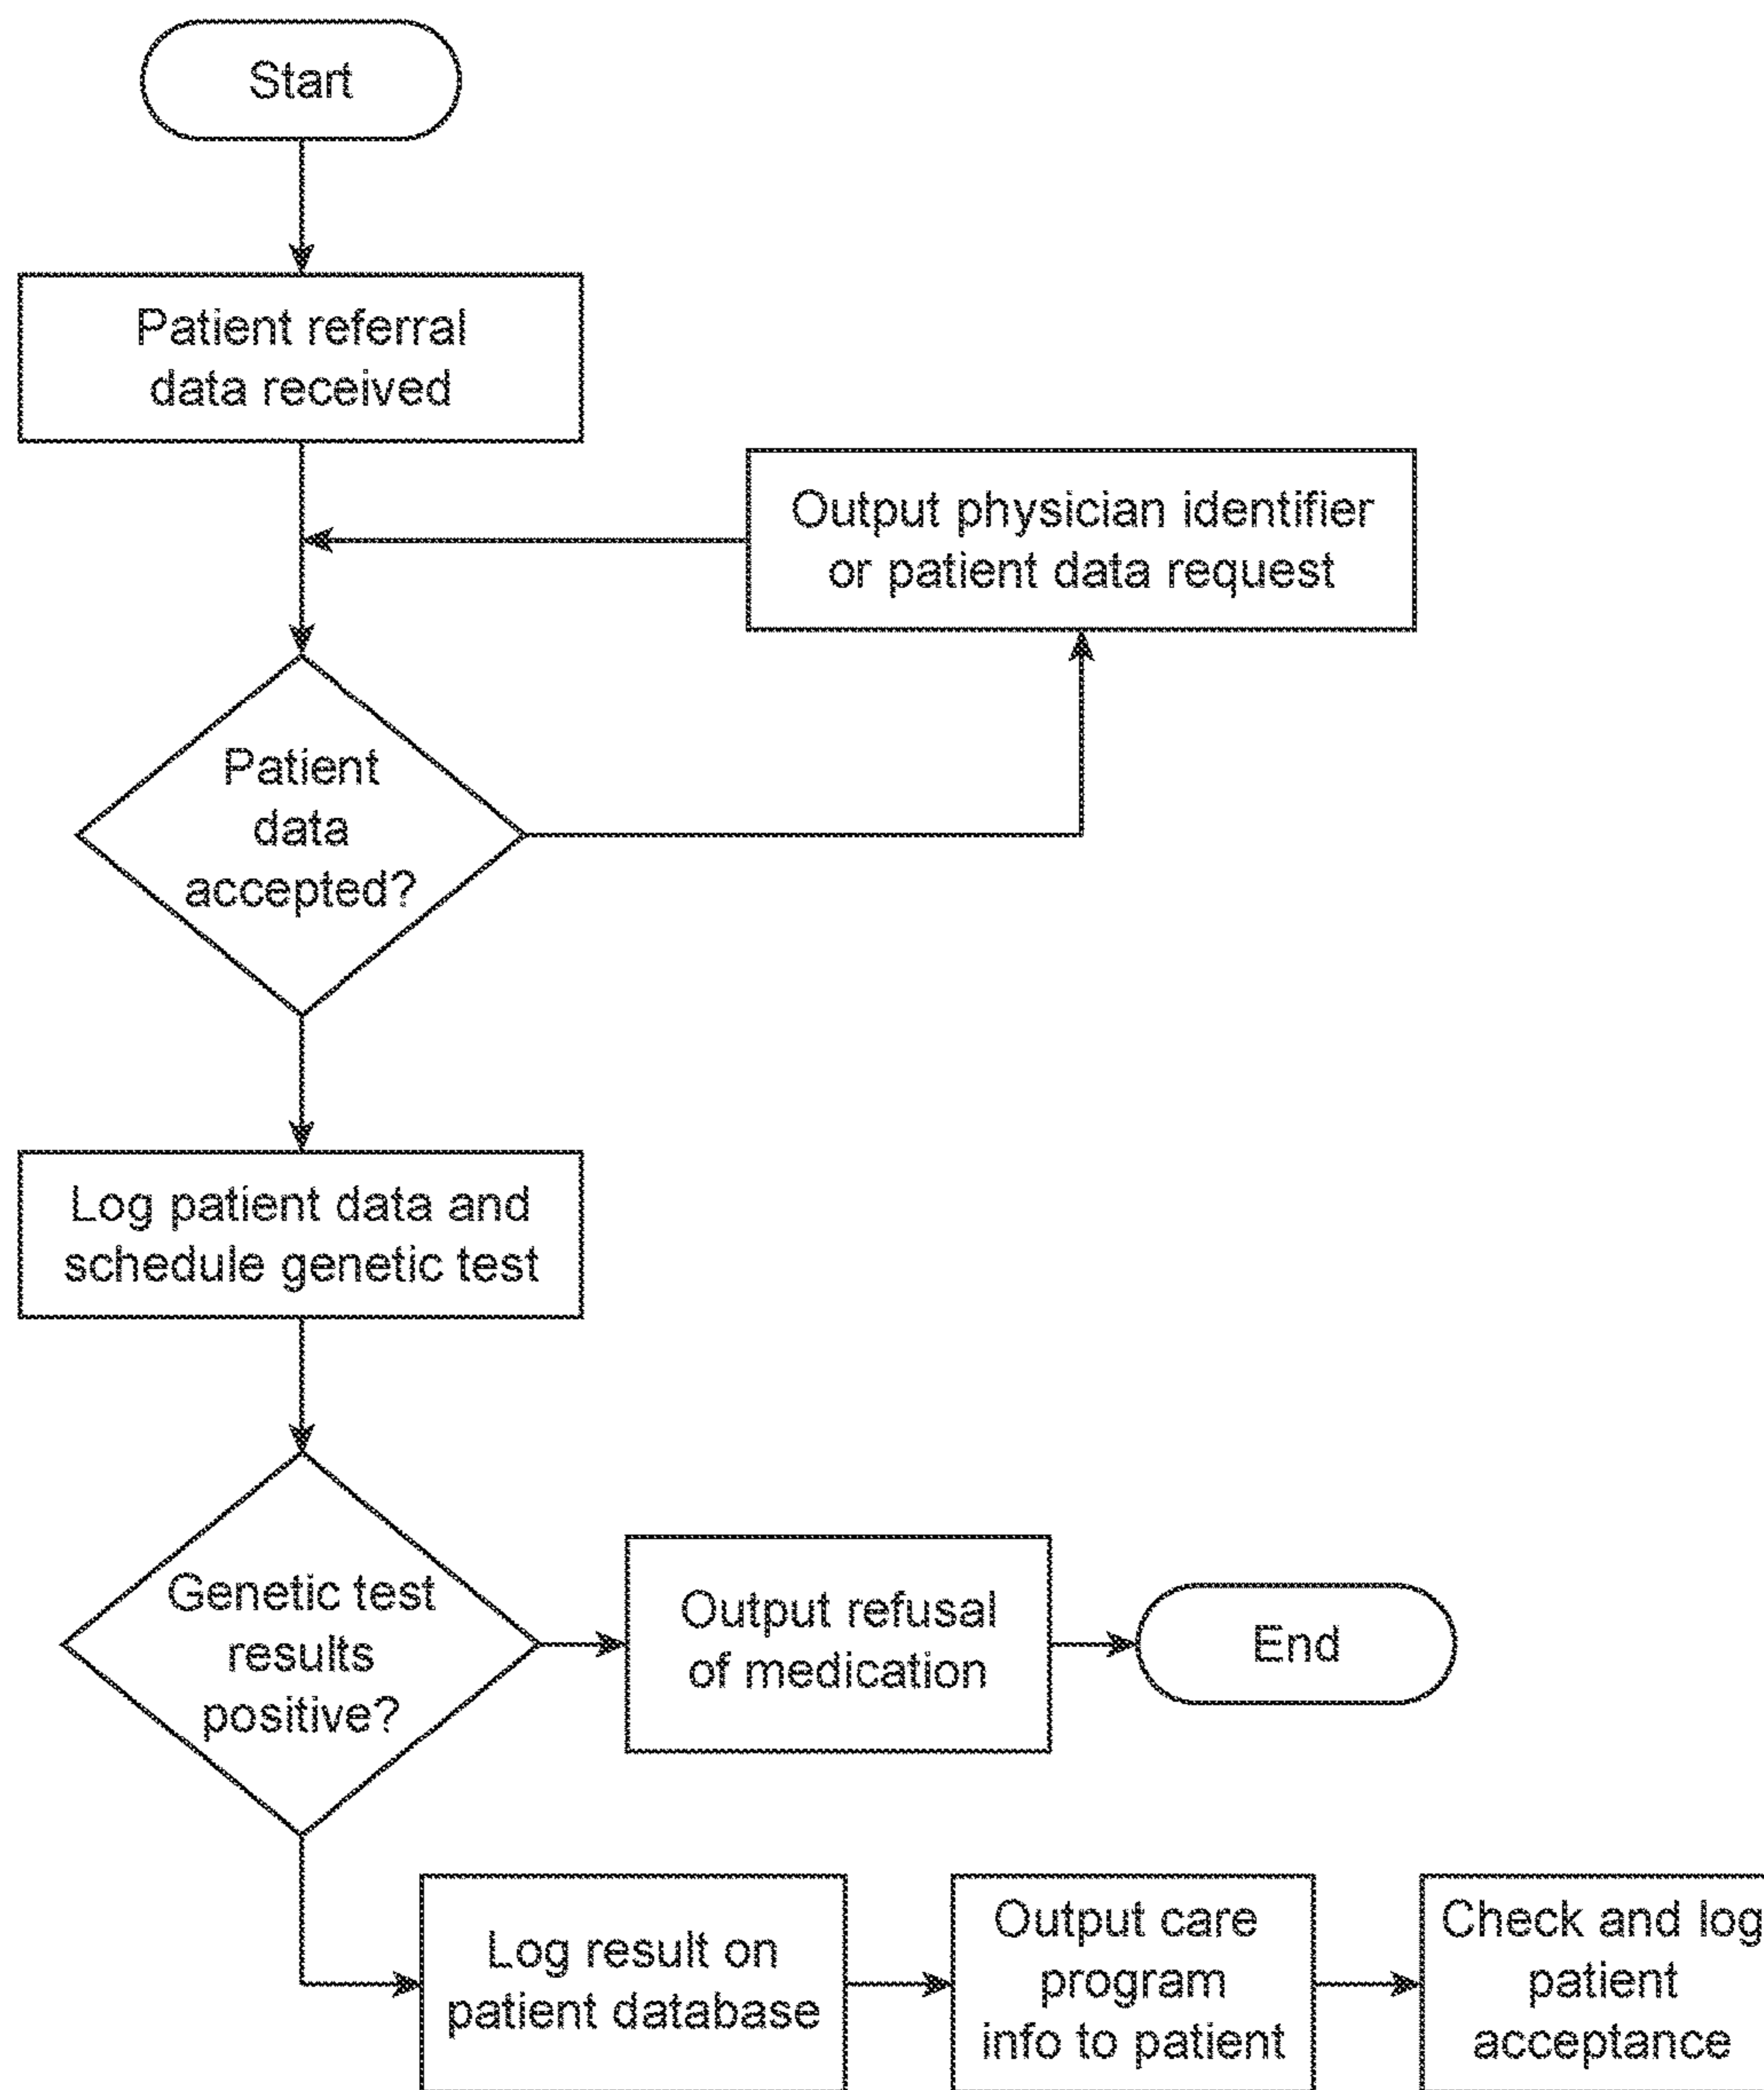 Start
Patient referral
data received
Output physician identifier
or patient data request
Patient
data
accepted?
Log patient data and
schedule genetic test
Genetic test
results
positive?
Output refusal
of medication
End
Log result on
patient database
Output care
program
info to patient
Check and log
patient
acceptance